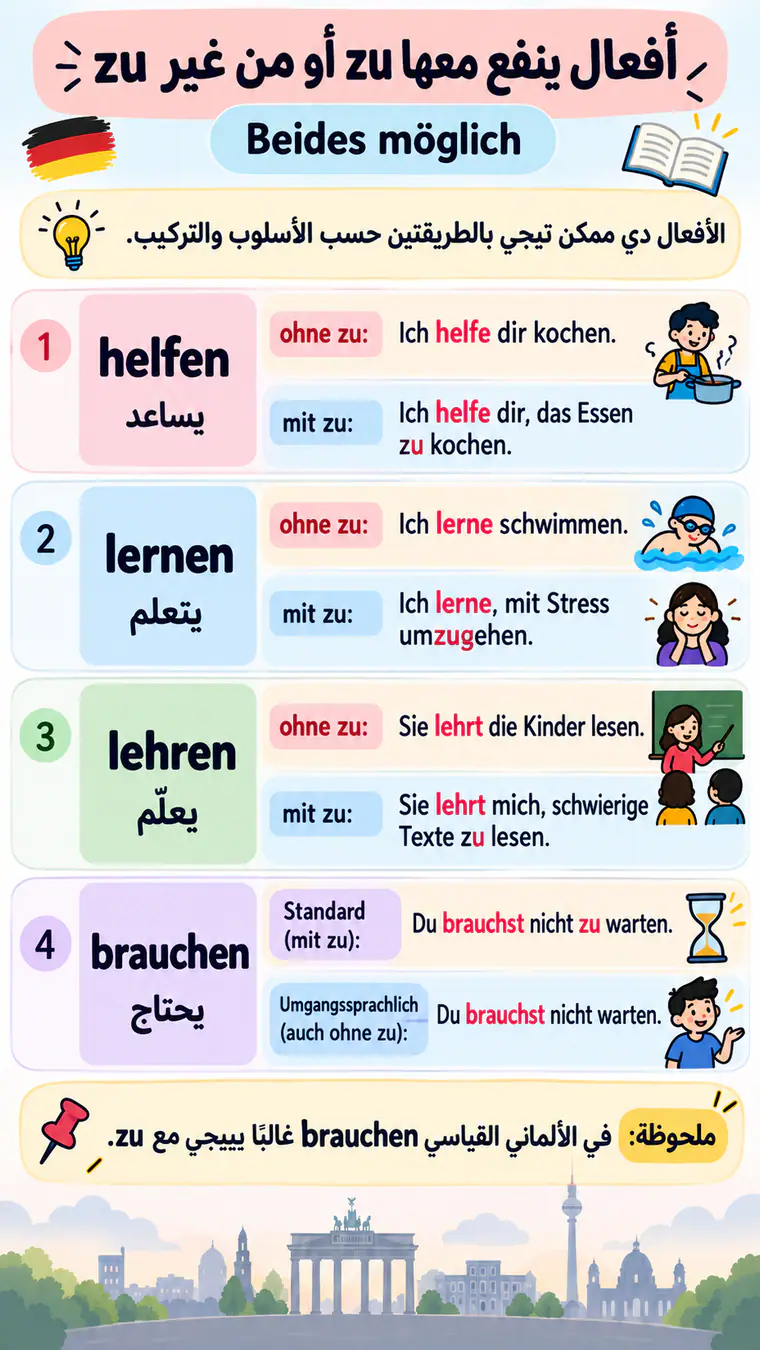 أفعال ينفع معها zu أو من غير zu
Beides möglich
الأفعال دي ممكن تيجي بالطريقتين حسب الأسلوب والتركيب.
1
helfen
يساعد
ohne zu:
Ich helfe dir kochen.
mit zu:
Ich helfe dir, das Essen
zu kochen.
2
lernen
يتعلم
ohne zu:
Ich lerne schwimmen.
mit zu:
Ich lerne, mit Stress
umzugehen.
3
lehren
يعلّم
ohne zu:
Sie lehrt die Kinder lesen.
mit zu:
Sie lehrt mich, schwierige
Texte zu lesen.
4
brauchen
يحتاج
Standard
(mit zu):
Du brauchst nicht zu warten.
Umgangssprachlich
(auch ohne zu):
Du brauchst nicht warten.
ملحوظة: في الألماني القياسي brauchen غالبًا يييجي مع zu.